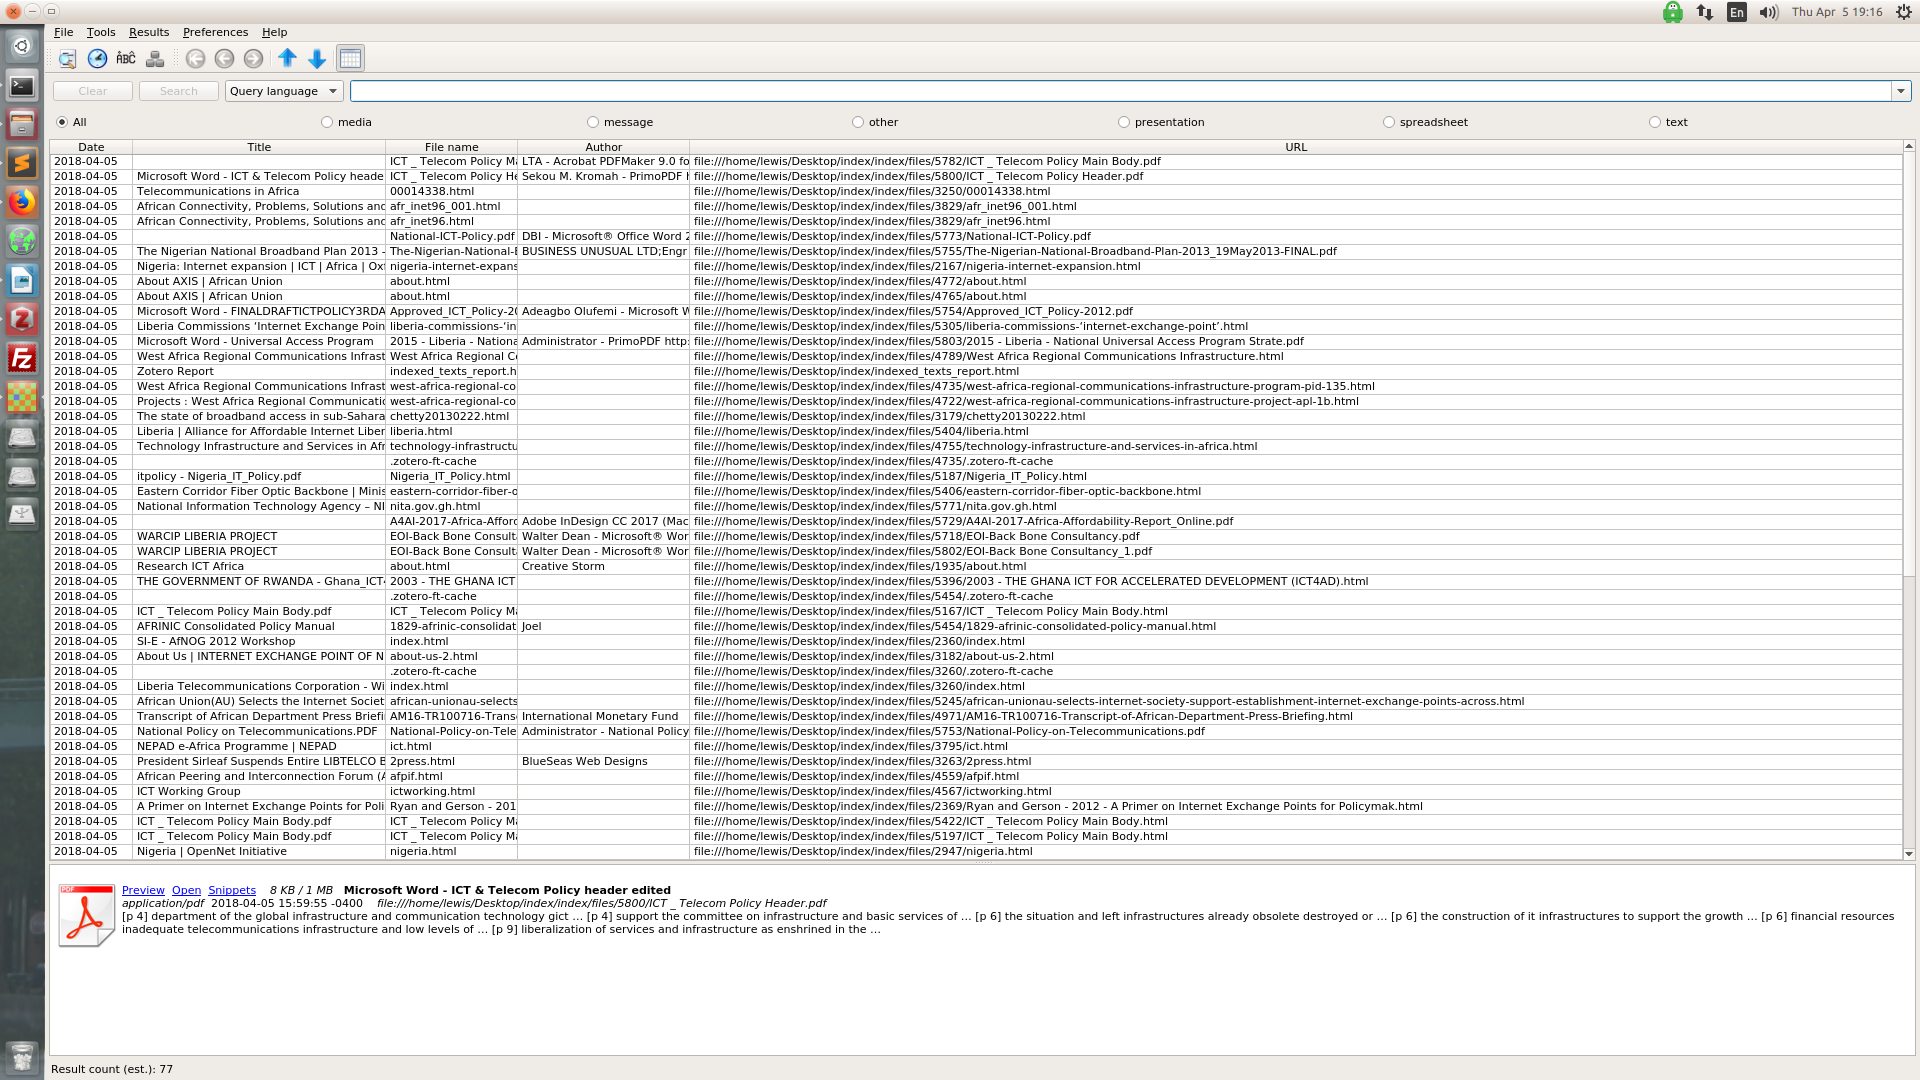 En Thu Apr 5 19:16
File Tools Results Preferences Help
ABC
Clear Search Query language
All media message other presentation spreadsheet text
Date Title File name Author URL
2018-04-05 ICT _ Telecom Policy Ma LTA - Acrobat PDFMaker 9.0 fo file:///home/lewis/Desktop/index/index/files/5782/ICT _ Telecom Policy Main Body.pdf
2018-04-05 Microsoft Word - ICT & Telecom Policy heade ICT _ Telecom Policy He Sekou M. Kromah - PrimoPDF h file:///home/lewis/Desktop/index/index/files/5800/ICT _ Telecom Policy Header.pdf
2018-04-05 Telecommunications in Africa 00014338.html file:///home/lewis/Desktop/index/index/files/3250/00014338.html
2018-04-05 African Connectivity, Problems, Solutions and afr_inet96_001.html file:///home/lewis/Desktop/index/index/files/3829/afr_inet96_001.html
2018-04-05 African Connectivity, Problems, Solutions and afr_inet96.html file:///home/lewis/Desktop/index/index/files/3829/afr_inet96.html
2018-04-05 National-ICT-Policy.pdf DBI - Microsoft® Office Word 2 file:///home/lewis/Desktop/index/index/files/5773/National-ICT-Policy.pdf
2018-04-05 The Nigerian National Broadband Plan 2013 - The-Nigerian-National-B BUSINESS UNUSUAL LTD;Engr file:///home/lewis/Desktop/index/index/files/5755/The-Nigerian-National-Broadband-Plan-2013_19May2013-FINAL.pdf
2018-04-05 Nigeria: Internet expansion | ICT | Africa | Oxf nigeria-internet-expans file:///home/lewis/Desktop/index/index/files/2167/nigeria-internet-expansion.html
2018-04-05 About AXIS | African Union about.html file:///home/lewis/Desktop/index/index/files/4772/about.html
2018-04-05 About AXIS | African Union about.html file:///home/lewis/Desktop/index/index/files/4765/about.html
2018-04-05 Microsoft Word - FINALDRAFTICTPOLICY3RDA Approved_ICT_Policy-20 Adeagbo Olufemi - Microsoft W file:///home/lewis/Desktop/index/index/files/5754/Approved_ICT_Policy-2012.pdf
2018-04-05 Liberia Commissions ‘Internet Exchange Poin liberia-commissions-‘in file:///home/lewis/Desktop/index/index/files/5305/liberia-commissions-‘internet-exchange-point’.html
2018-04-05 Microsoft Word - Universal Access Program 2015 - Liberia - Nationa Administrator - PrimoPDF http: file:///home/lewis/Desktop/index/index/files/5803/2015 - Liberia - National Universal Access Program Strate.pdf
2018-04-05 West Africa Regional Communications Infrast West Africa Regional Co file:///home/lewis/Desktop/index/index/files/4789/West Africa Regional Communications Infrastructure.html
2018-04-05 Zotero Report indexed_texts_report.h file:///home/lewis/Desktop/index/indexed_texts_report.html
2018-04-05 West Africa Regional Communications Infrast west-africa-regional-co file:///home/lewis/Desktop/index/index/files/4735/west-africa-regional-communications-infrastructure-program-pid-135.html
2018-04-05 Projects : West Africa Regional Communicatio west-africa-regional-co file:///home/lewis/Desktop/index/index/files/4722/west-africa-regional-communications-infrastructure-project-apl-1b.html
2018-04-05 The state of broadband access in sub-Sahara chetty20130222.html file:///home/lewis/Desktop/index/index/files/3179/chetty20130222.html
2018-04-05 Liberia | Alliance for Affordable Internet Liber liberia.html file:///home/lewis/Desktop/index/index/files/5404/liberia.html
2018-04-05 Technology Infrastructure and Services in Afr technology-infrastructu file:///home/lewis/Desktop/index/index/files/4755/technology-infrastructure-and-services-in-africa.html
2018-04-05 .zotero-ft-cache file:///home/lewis/Desktop/index/index/files/4735/.zotero-ft-cache
2018-04-05 itpolicy - Nigeria_IT_Policy.pdf Nigeria_IT_Policy.html file:///home/lewis/Desktop/index/index/files/5187/Nigeria_IT_Policy.html
2018-04-05 Eastern Corridor Fiber Optic Backbone | Minis eastern-corridor-fiber-o file:///home/lewis/Desktop/index/index/files/5406/eastern-corridor-fiber-optic-backbone.html
2018-04-05 National Information Technology Agency – NI nita.gov.gh.html file:///home/lewis/Desktop/index/index/files/5771/nita.gov.gh.html
2018-04-05 A4AI-2017-Africa-Afford Adobe InDesign CC 2017 (Mac file:///home/lewis/Desktop/index/index/files/5729/A4AI-2017-Africa-Affordability-Report_Online.pdf
2018-04-05 WARCIP LIBERIA PROJECT EOI-Back Bone Consulta Walter Dean - Microsoft® Wor file:///home/lewis/Desktop/index/index/files/5718/EOI-Back Bone Consultancy.pdf
2018-04-05 WARCIP LIBERIA PROJECT EOI-Back Bone Consulta Walter Dean - Microsoft® Wor file:///home/lewis/Desktop/index/index/files/5802/EOI-Back Bone Consultancy_1.pdf
2018-04-05 Research ICT Africa about.html Creative Storm file:///home/lewis/Desktop/index/index/files/1935/about.html
2018-04-05 THE GOVERNMENT OF RWANDA - Ghana_ICT4 2003 - THE GHANA ICT file:///home/lewis/Desktop/index/index/files/5396/2003 - THE GHANA ICT FOR ACCELERATED DEVELOPMENT (ICT4AD).html
2018-04-05 .zotero-ft-cache file:///home/lewis/Desktop/index/index/files/5454/.zotero-ft-cache
2018-04-05 ICT _ Telecom Policy Main Body.pdf ICT _ Telecom Policy Ma file:///home/lewis/Desktop/index/index/files/5167/ICT _ Telecom Policy Main Body.html
2018-04-05 AFRINIC Consolidated Policy Manual 1829-afrinic-consolidat Joel file:///home/lewis/Desktop/index/index/files/5454/1829-afrinic-consolidated-policy-manual.html
2018-04-05 SI-E - AfNOG 2012 Workshop index.html file:///home/lewis/Desktop/index/index/files/2360/index.html
2018-04-05 About Us | INTERNET EXCHANGE POINT OF N about-us-2.html file:///home/lewis/Desktop/index/index/files/3182/about-us-2.html
2018-04-05 .zotero-ft-cache file:///home/lewis/Desktop/index/index/files/3260/.zotero-ft-cache
2018-04-05 Liberia Telecommunications Corporation - Wi index.html file:///home/lewis/Desktop/index/index/files/3260/index.html
2018-04-05 African Union(AU) Selects the Internet Societ african-unionau-selects file:///home/lewis/Desktop/index/index/files/5245/african-unionau-selects-internet-society-support-establishment-internet-exchange-points-across.html
2018-04-05 Transcript of African Department Press Briefi AM16-TR100716-Trans International Monetary Fund file:///home/lewis/Desktop/index/index/files/4971/AM16-TR100716-Transcript-of-African-Department-Press-Briefing.html
2018-04-05 National Policy on Telecommunications.PDF National-Policy-on-Tele Administrator - National Policy file:///home/lewis/Desktop/index/index/files/5753/National-Policy-on-Telecommunications.pdf
2018-04-05 NEPAD e-Africa Programme | NEPAD ict.html file:///home/lewis/Desktop/index/index/files/3795/ict.html
2018-04-05 President Sirleaf Suspends Entire LIBTELCO B 2press.html BlueSeas Web Designs file:///home/lewis/Desktop/index/index/files/3263/2press.html
2018-04-05 African Peering and Interconnection Forum (A afpif.html file:///home/lewis/Desktop/index/index/files/4559/afpif.html
2018-04-05 ICT Working Group ictworking.html file:///home/lewis/Desktop/index/index/files/4567/ictworking.html
2018-04-05 A Primer on Internet Exchange Points for Poli Ryan and Gerson - 201 file:///home/lewis/Desktop/index/index/files/2369/Ryan and Gerson - 2012 - A Primer on Internet Exchange Points for Policymak.html
2018-04-05 ICT _ Telecom Policy Main Body.pdf ICT _ Telecom Policy Ma file:///home/lewis/Desktop/index/index/files/5422/ICT _ Telecom Policy Main Body.html
2018-04-05 ICT _ Telecom Policy Main Body.pdf ICT _ Telecom Policy Ma file:///home/lewis/Desktop/index/index/files/5197/ICT _ Telecom Policy Main Body.html
2018-04-05 Nigeria | OpenNet Initiative nigeria.html file:///home/lewis/Desktop/index/index/files/2947/nigeria.html
PDF Preview Open Snippets 8 KB / 1 MB Microsoft Word - ICT & Telecom Policy header edited
application/pdf 2018-04-05 15:59:55 -0400 file:///home/lewis/Desktop/index/index/files/5800/ICT _ Telecom Policy Header.pdf
[p 4] department of the global infrastructure and communication technology gict ... [p 4] support the committee on infrastructure and basic services of ... [p 6] the situation and left infrastructures already obsolete destroyed or ... [p 6] the construction of it infrastructures to support the growth ... [p 6] financial resources
inadequate telecommunications infrastructure and low levels of ... [p 9] liberalization of services and infrastructure as enshrined in the ...
Result count (est.): 77